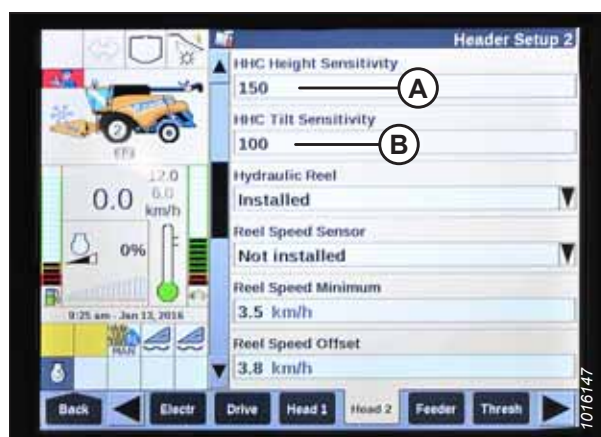 Header Setup 2
HHC Height Sensitivity
150
A
HHC Tilt Sensitivity
100
B
Hydraulic Reel
Installed
Reel Speed Sensor
Not installed
Reel Speed Minimum
3.5 km/h
Reel Speed Offset
3.8 km/h
2
12.0
0.0
6.0
km/h
0%
9:25 am - Jan 13, 2016
MAN
Back
Electr
Drive
Head 1
Head 2
Feeder
Thresh
1016147